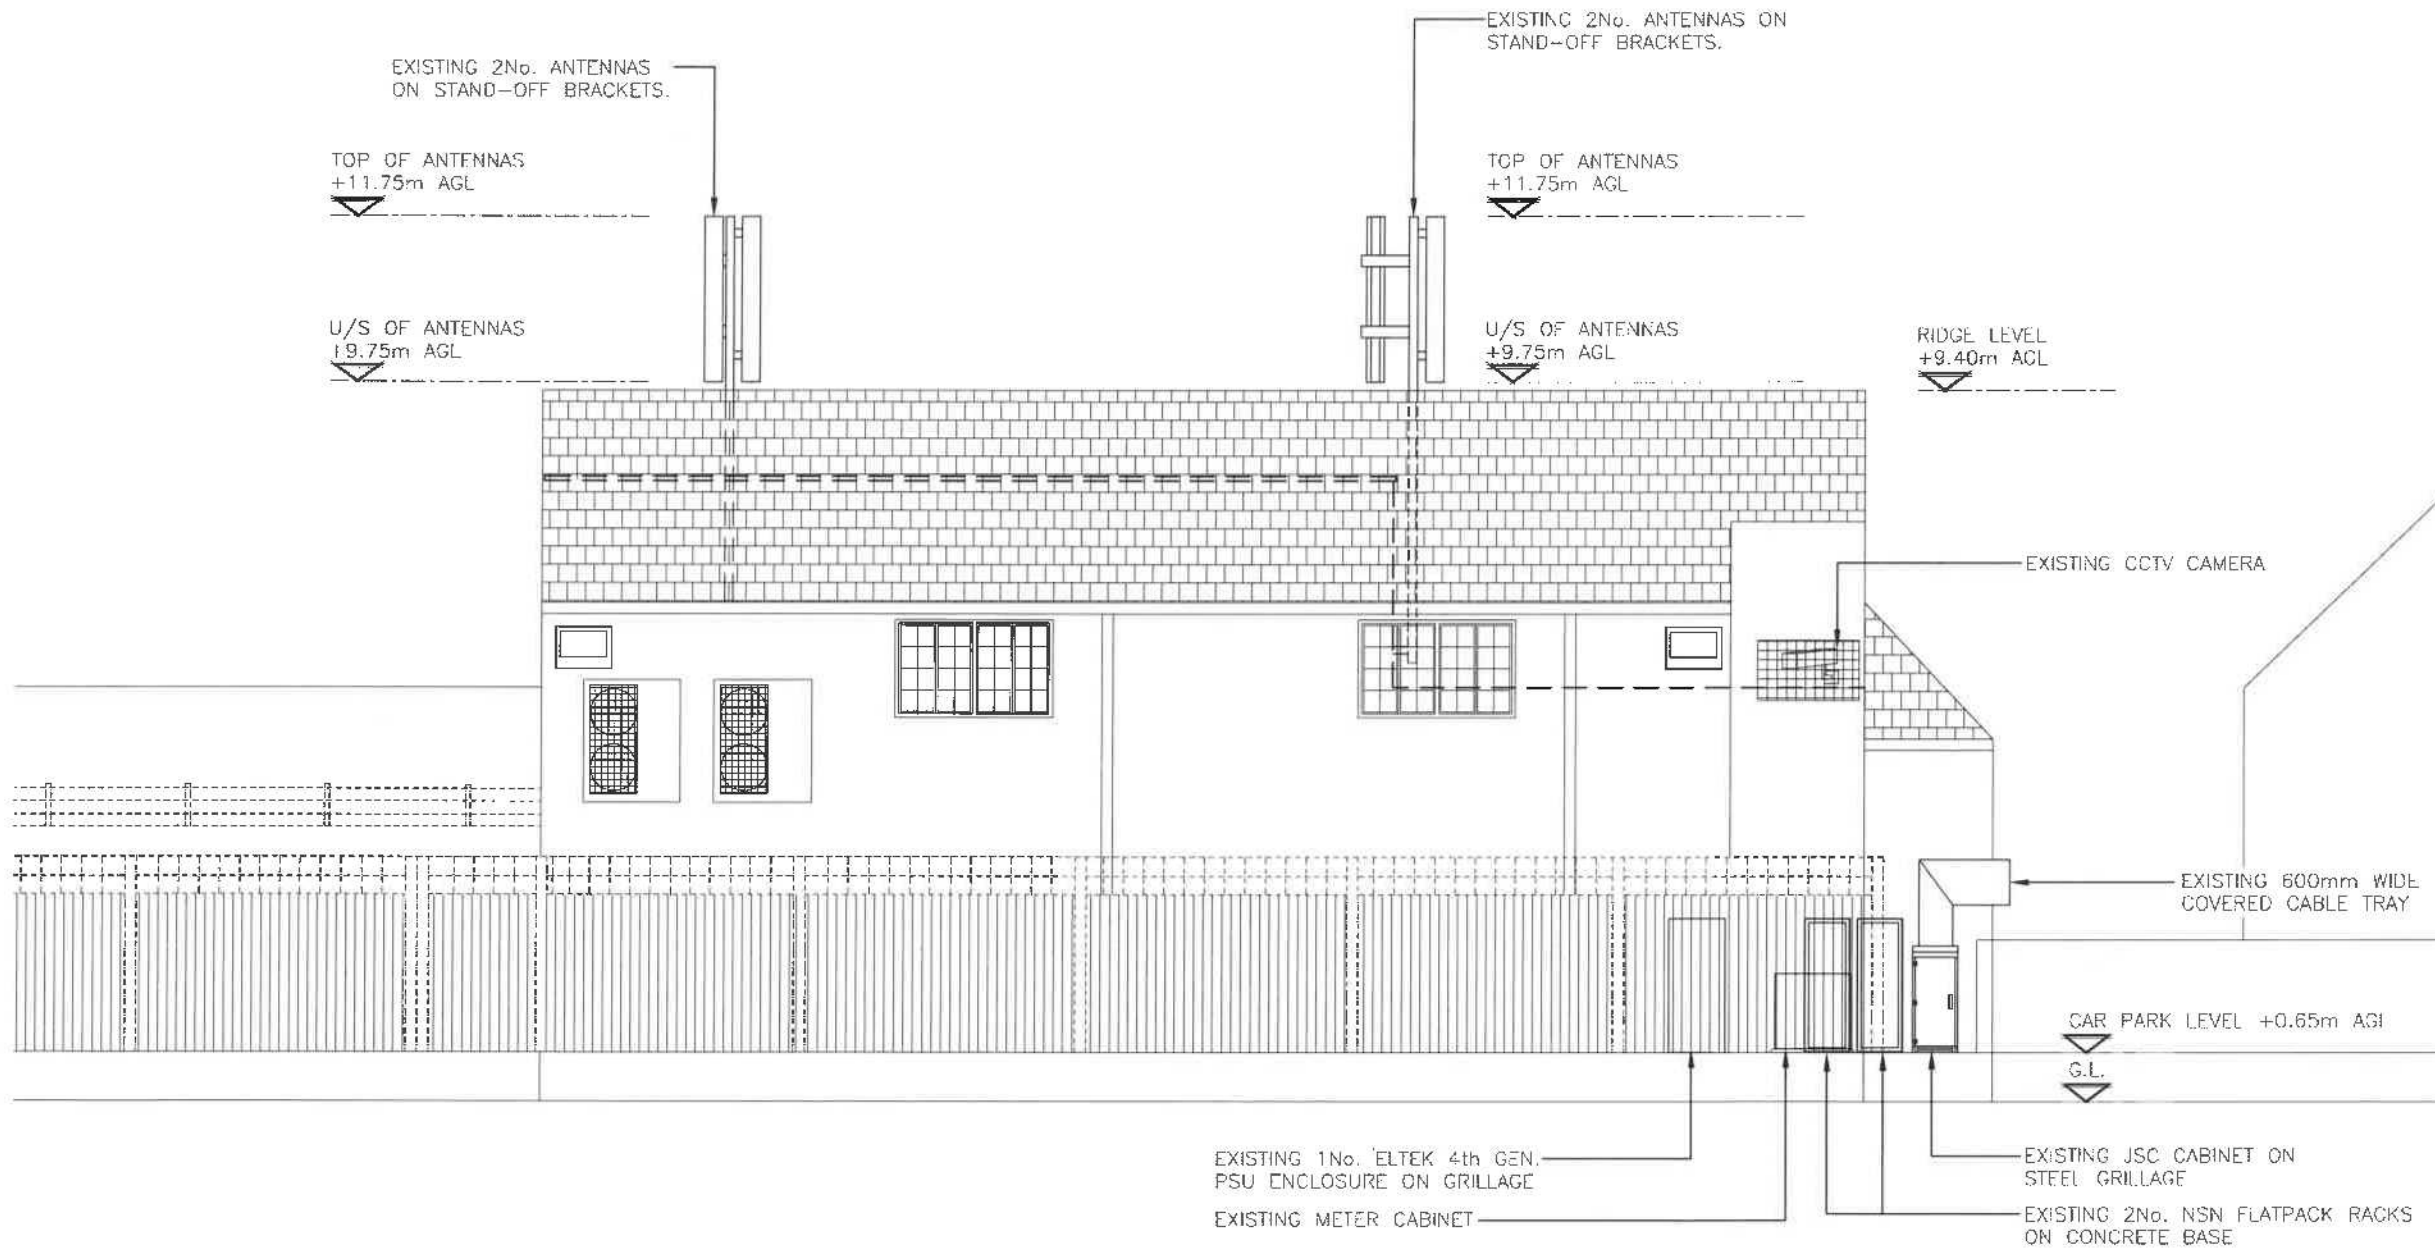 EXISTING 2No. ANTENNAS ON
STAND-OFF BRACKETS.
EXISTING 2No. ANTENNAS
ON STAND-OFF BRACKETS.
TOP OF ANTENNAS
+11.75m AGL
TOP OF ANTENNAS
+11.75m AGL
U/S OF ANTENNAS
+9.75m AGL
U/S OF ANTENNAS
+9.75m AGL
RIDGE LEVEL
+9.40m AGL
EXISTING CCTV CAMERA
EXISTING 600mm WIDE
COVERED CABLE TRAY
CAR PARK LEVEL +0.65m AGL
G.L.
EXISTING 1No. 'ELTEK 4th GEN.
PSU ENCLOSURE ON GRILLAGE
EXISTING METER CABINET
EXISTING JSC CABINET ON
STEEL GRILLAGE
EXISTING 2No. NSN FLATPACK RACKS
ON CONCRETE BASE